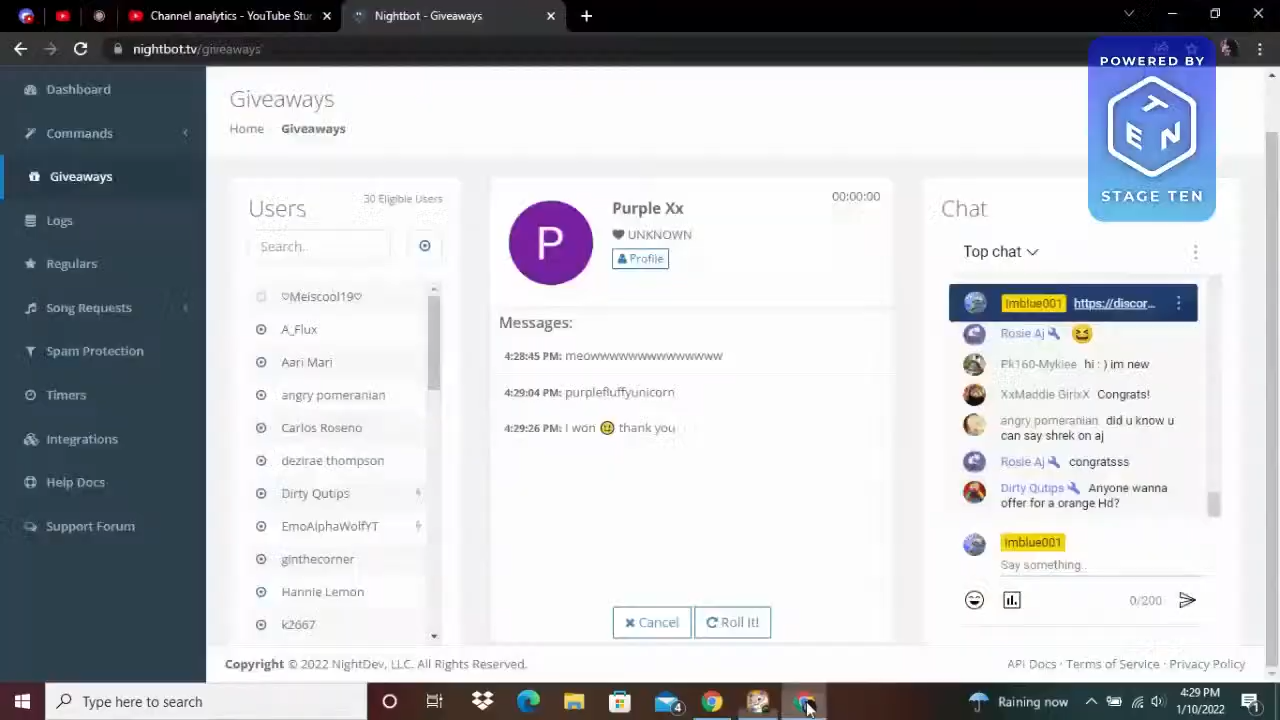 Channel analytics - YouTube Stu
Nightbot - Giveaways
nightbot.tv/giveaways
POWERED BY
TEN
STAGE TEN
Dashboard
Commands
Giveaways
Logs
Regulars
Song Requests
Spam Protection
Timers
Integrations
Help Docs
Support Forum
Giveaways
Home Giveaways
Users
30 Eligible Users
Search..
♡Meiscool19♡
A_Flux
Aari Mari
angry pomeranian
Carlos Roseno
dezirae thompson
Dirty Qutips
EmoAlphaWolfYT
ginthecorner
Hannie Lemon
k2667
P
Purple Xx
00:00:00
UNKNOWN
Profile
Messages:
4:28:45 PM: meowwwwwwwwwwwwwww
4:29:04 PM: purplefluffyunicorn
4:29:26 PM: I won 🙂 thank you
Cancel
Roll It!
Chat
Top chat
Imblue001 https://discor...
Rosie Aj 😆
Pk160-Myklee hi : ) im new
XxMaddie GirlxX Congrats!
angry pomeranian did u know u
can say shrek on aj
Rosie Aj congratsss
Dirty Qutips Anyone wanna
offer for a orange Hd?
Imblue001
Say something..
0/200
Copyright © 2022 NightDev, LLC. All Rights Reserved.
API Docs · Terms of Service · Privacy Policy
Type here to search
4
Raining now
4:29 PM
1/10/2022
1